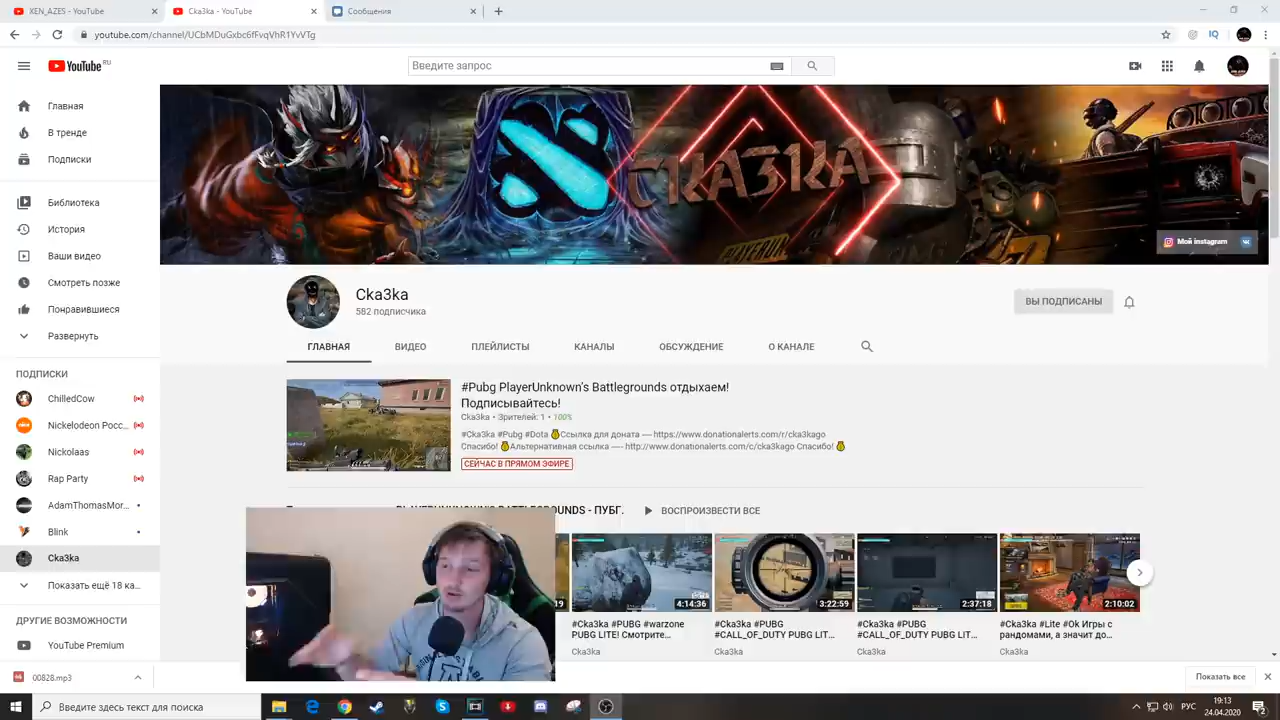 XEN_AZES - YouTube
Cka3ka - YouTube
Сообщения
youtube.com/channel/UCbMDuGxbc6fFvqVhR1YvVTg
YouTube RU
Введите запрос
Главная
В тренде
Подписки
Библиотека
История
Ваши видео
Смотреть позже
Понравившиеся
Развернуть
ПОДПИСКИ
ChilledCow
Nickelodeon Росс...
Nickolaas
Rap Party
AdamThomasMor...
Blink
Cka3ka
Показать ещё 18 ка...
ДРУГИЕ ВОЗМОЖНОСТИ
YouTube Premium
СКАЗКА
Мой instagram
Cka3ka
582 подписчика
ВЫ ПОДПИСАНЫ
ГЛАВНАЯ
ВИДЕО
ПЛЕЙЛИСТЫ
КАНАЛЫ
ОБСУЖДЕНИЕ
О КАНАЛЕ
#Pubg PlayerUnknown's Battlegrounds отдыхаем!
Подписывайтесь!
Cka3ka • Зрителей: 1 • 100%
#Cka3ka #Pubg #Dota 💰Ссылка для доната ---- https://www.donationalerts.com/r/cka3kago
Спасибо! 💰Альтернативная ссылка ---- http://www.donationalerts.com/c/cka3kago Спасибо! 💰
СЕЙЧАС В ПРЯМОМ ЭФИРЕ
PLAYERUNKNOWN'S BATTLEGROUNDS - ПУБГ.
ВОСПРОИЗВЕСТИ ВСЕ
4:14:36
3:22:59
2:37:18
2:10:02
#Cka3ka #PUBG #warzone
PUBG LITE! Смотрите...
Cka3ka
#Cka3ka #PUBG
#CALL_OF_DUTY PUBG LIT...
Cka3ka
#Cka3ka #PUBG
#CALL_OF_DUTY PUBG LIT...
Cka3ka
#Cka3ka #Lite #Ok Игры с
рандомами, а значит до...
Cka3ka
00828.mp3
Показать все
Введите здесь текст для поиска
РУС
19:13
24.04.2020